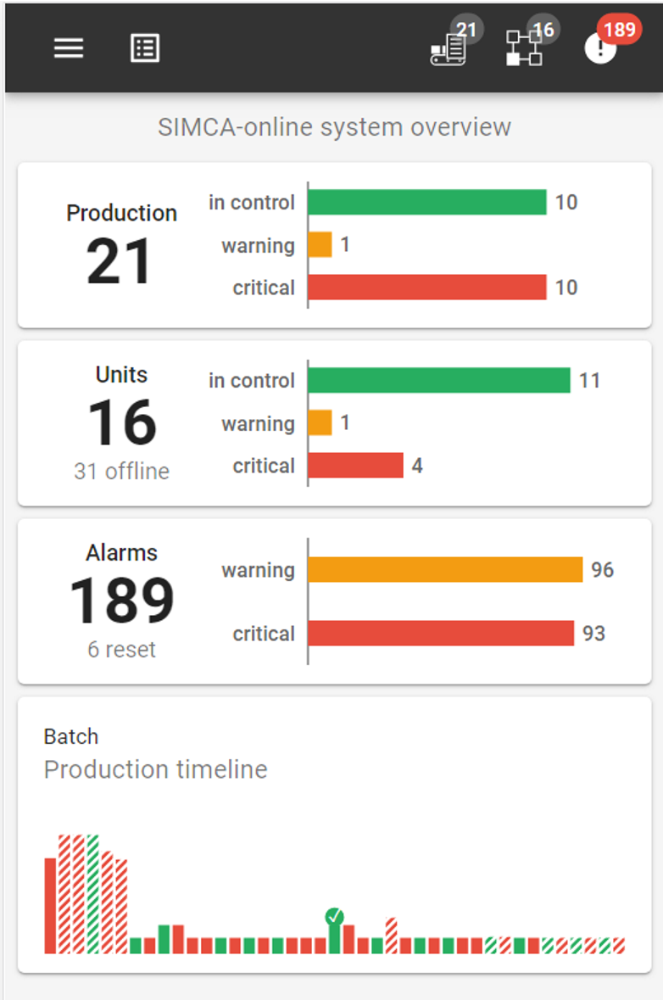 21 16 189
SIMCA-online system overview
Production
21
in control 10
warning 1
critical 10
Units
16
31 offline
in control 11
warning 1
critical 4
Alarms
189
6 reset
warning 96
critical 93
Batch
Production timeline